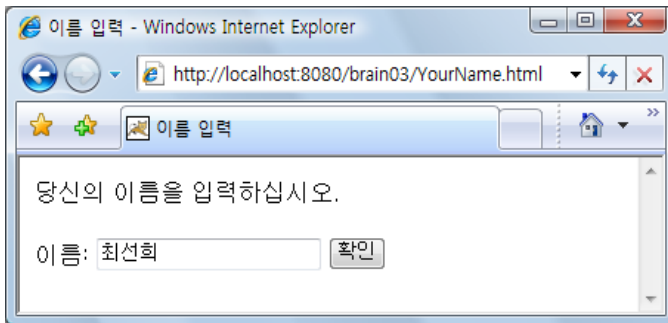 이름 입력 - Windows Internet Explorer
http://localhost:8080/brain03/YourName.html
이름 입력
당신의 이름을 입력하십시오.
이름: 최선희 확인